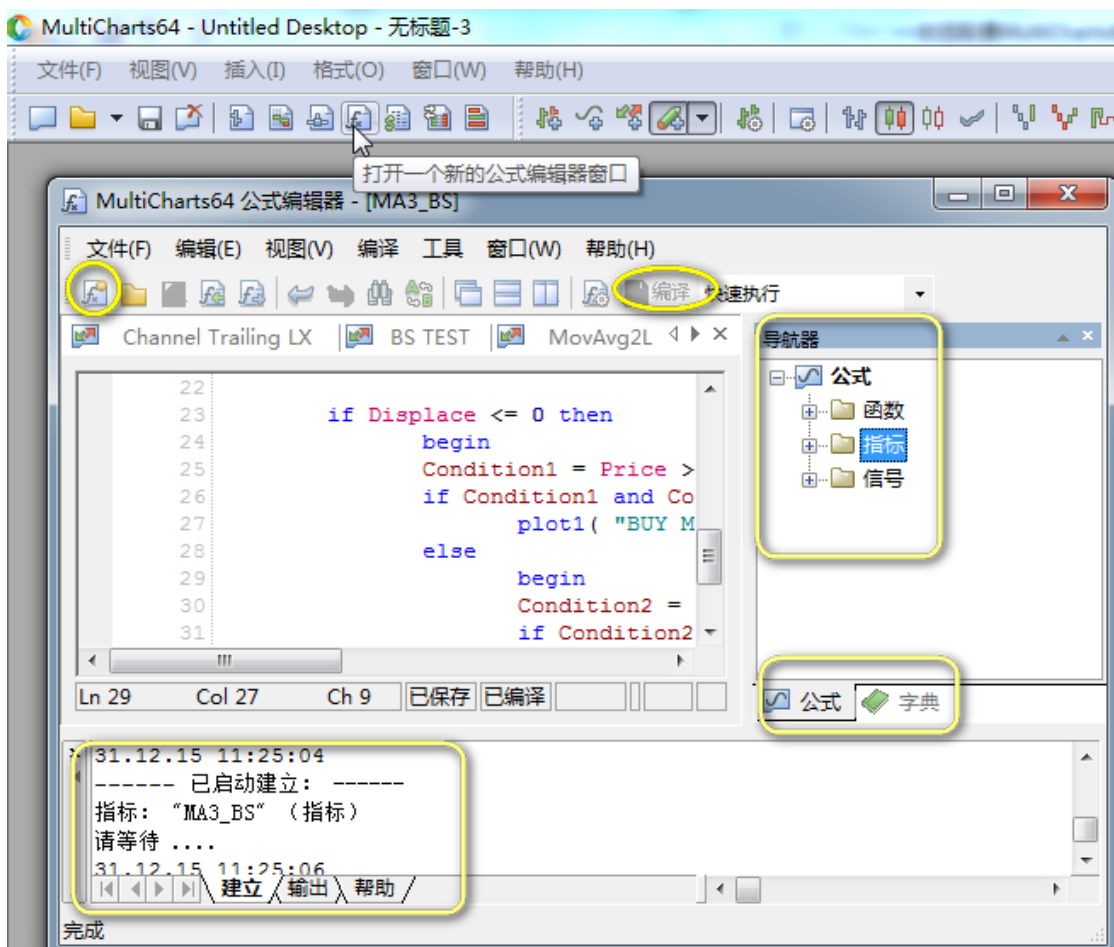 MultiCharts64 - Untitled Desktop - 无标题-3
文件(F) 视图(V) 插入(I) 格式(O) 窗口(W) 帮助(H)
打开一个新的公式编辑器窗口
MultiCharts64 公式编辑器 - [MA3_BS]
文件(F) 编辑(E) 视图(V) 编译 工具 窗口(W) 帮助(H)
编译 快速执行
Channel Trailing LX BS TEST MovAvg2L
导航器
公式
函数
指标
信号
22
23 if Displace <= 0 then
24 begin
25 Condition1 = Price >
26 if Condition1 and Co
27 plot1( "BUY M
28 else
29 begin
30 Condition2 =
31 if Condition2
Ln 29 Col 27 Ch 9 已保存 已编译
公式 字典
31.12.15 11:25:04
------ 已启动建立: ------
指标: “MA3_BS” (指标)
请等待 ....
31.12.15 11:25:06
建立 输出 帮助
完成